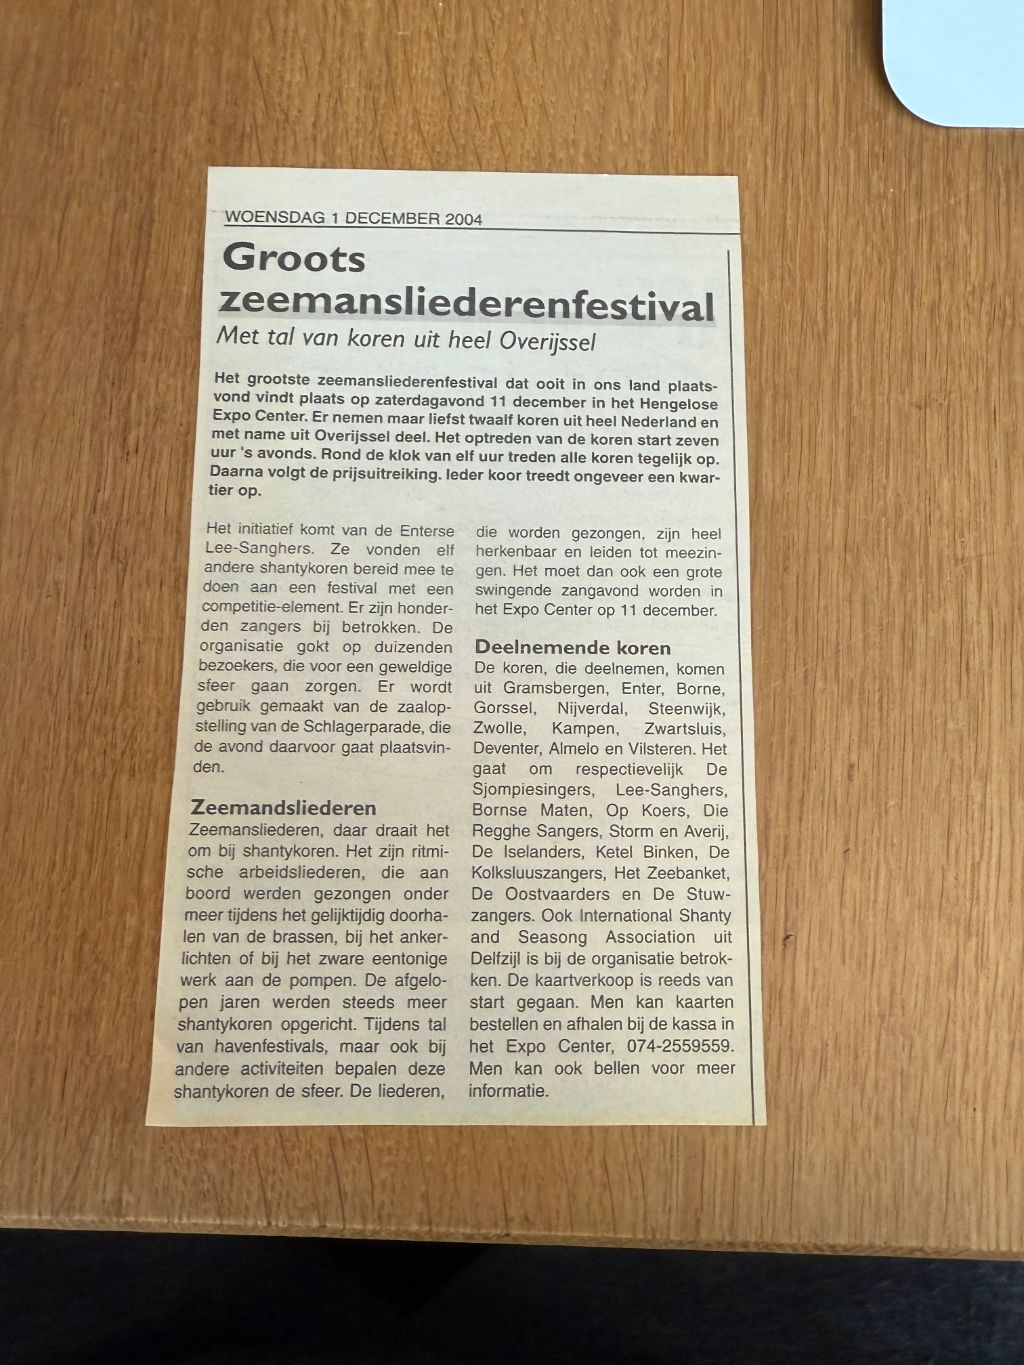 WOENSDAG 1 DECEMBER 2004
Groots
zeemansliederenfestival
Met tal van koren uit heel Overijssel
Het grootste zeemansliederenfestival dat ooit in ons land plaats-
vond vindt plaats op zaterdagavond 11 december in het Hengelose
Expo Center. Er nemen maar liefst twaalf koren uit heel Nederland en
met name uit Overijssel deel. Het optreden van de koren start zeven
uur 's avonds. Rond de klok van elf uur treden alle koren tegelijk op.
Daarna volgt de prijsuitreiking. Ieder koor treedt ongeveer een kwar-
tier op.
Het initiatief komt van de Enterse
Lee-Sanghers. Ze vonden elf
andere shantykoren bereid mee te
doen aan een festival met een
competitie-element. Er zijn honder-
den zangers bij betrokken. De
organisatie gokt op duizenden
bezoekers, die voor een geweldige
sfeer gaan zorgen. Er wordt
gebruik gemaakt van de zaalop-
stelling van de Schlagerparade, die
de avond daarvoor gaat plaatsvin-
den.
Zeemandsliederen
Zeemansliederen, daar draait het
om bij shantykoren. Het zijn ritmi-
sche arbeidsliederen, die aan
boord werden gezongen onder
meer tijdens het gelijktijdig doorha-
len van de brassen, bij het anker-
lichten of bij het zware eentonige
werk aan de pompen. De afgelo-
pen jaren werden steeds meer
shantykoren opgericht. Tijdens tal
van havenfestivals, maar ook bij
andere activiteiten bepalen deze
shantykoren de sfeer. De liederen,
die worden gezongen, zijn heel
herkenbaar en leiden tot meezin-
gen. Het moet dan ook een grote
swingende zangavond worden in
het Expo Center op 11 december.
Deelnemende koren
De koren, die deelnemen, komen
uit Gramsbergen, Enter, Borne,
Gorssel, Nijverdal, Steenwijk,
Zwolle, Kampen, Zwartsluis,
Deventer, Almelo en Vilsteren. Het
gaat om respectievelijk De
Sjompiesingers, Lee-Sanghers,
Bornse Maten, Op Koers, Die
Regghe Sangers, Storm en Averij,
De Iselanders, Ketel Binken, De
Kolksluuszangers, Het Zeebanket,
De Oostvaarders en De Stuw-
zangers. Ook International Shanty
and Seasong Association uit
Delfzijl is bij de organisatie betrok-
ken. De kaartverkoop is reeds van
start gegaan. Men kan kaarten
bestellen en afhalen bij de kassa in
het Expo Center, 074-2559559.
Men kan ook bellen voor meer
informatie.